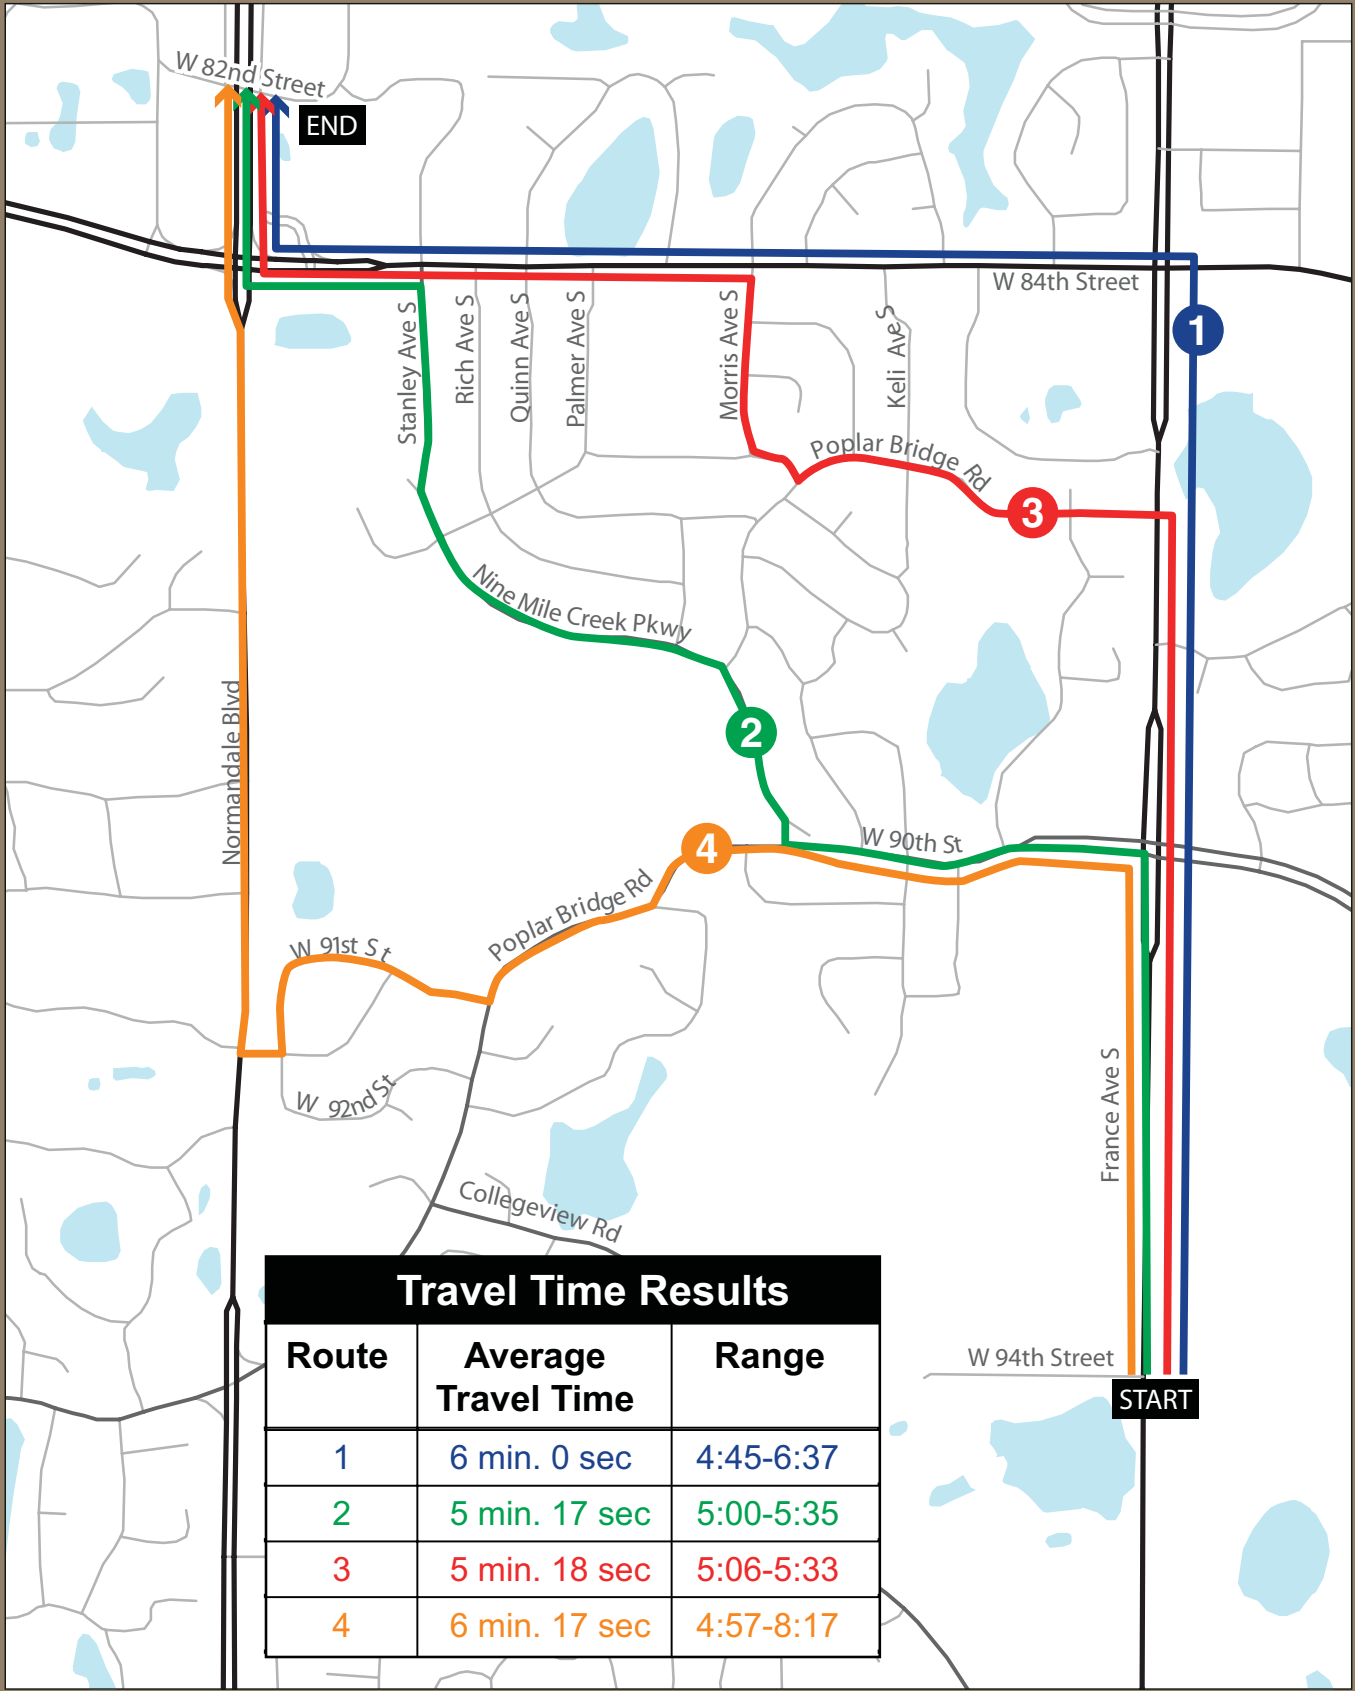 W 82nd Street
END
W 84th Street
1
Stanley Ave S
Rich Ave S
Quinn Ave S
Palmer Ave S
Morris Ave S
Keli Ave S
Poplar Bridge Rd
3
Nine Mile Creek Pkwy
2
Normandale Blvd
4
W 90th St
Poplar Bridge Rd
W 91st St
W 92nd St
France Ave S
Collegeview Rd
W 94th Street
START
Travel Time Results
Route Average Travel Time Range
1 6 min. 0 sec 4:45-6:37
2 5 min. 17 sec 5:00-5:35
3 5 min. 18 sec 5:06-5:33
4 6 min. 17 sec 4:57-8:17